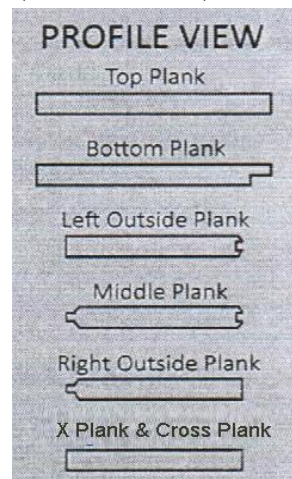 PROFILE VIEW
Top Plank
Bottom Plank
Left Outside Plank
Middle Plank
Right Outside Plank
X Plank & Cross Plank